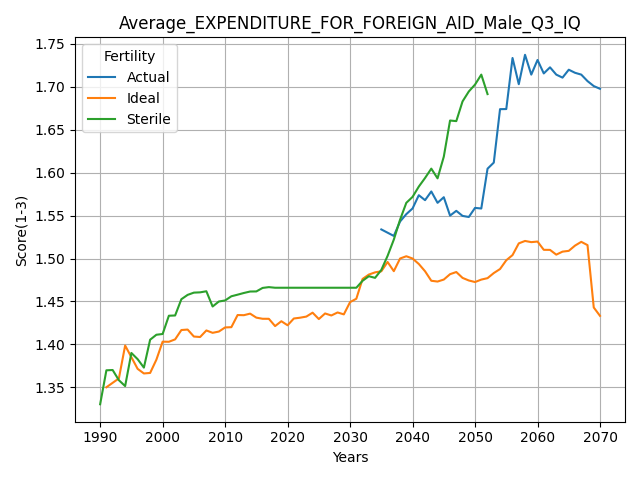 Average_EXPENDITURE_FOR_FOREIGN_AID_Male_Q3_IQ
Fertility
Actual
Ideal
Sterile
Score(1-3)
1.75
1.70
1.65
1.60
1.55
1.50
1.45
1.40
1.35
1990 2000 2010 2020 2030 2040 2050 2060 2070
Years